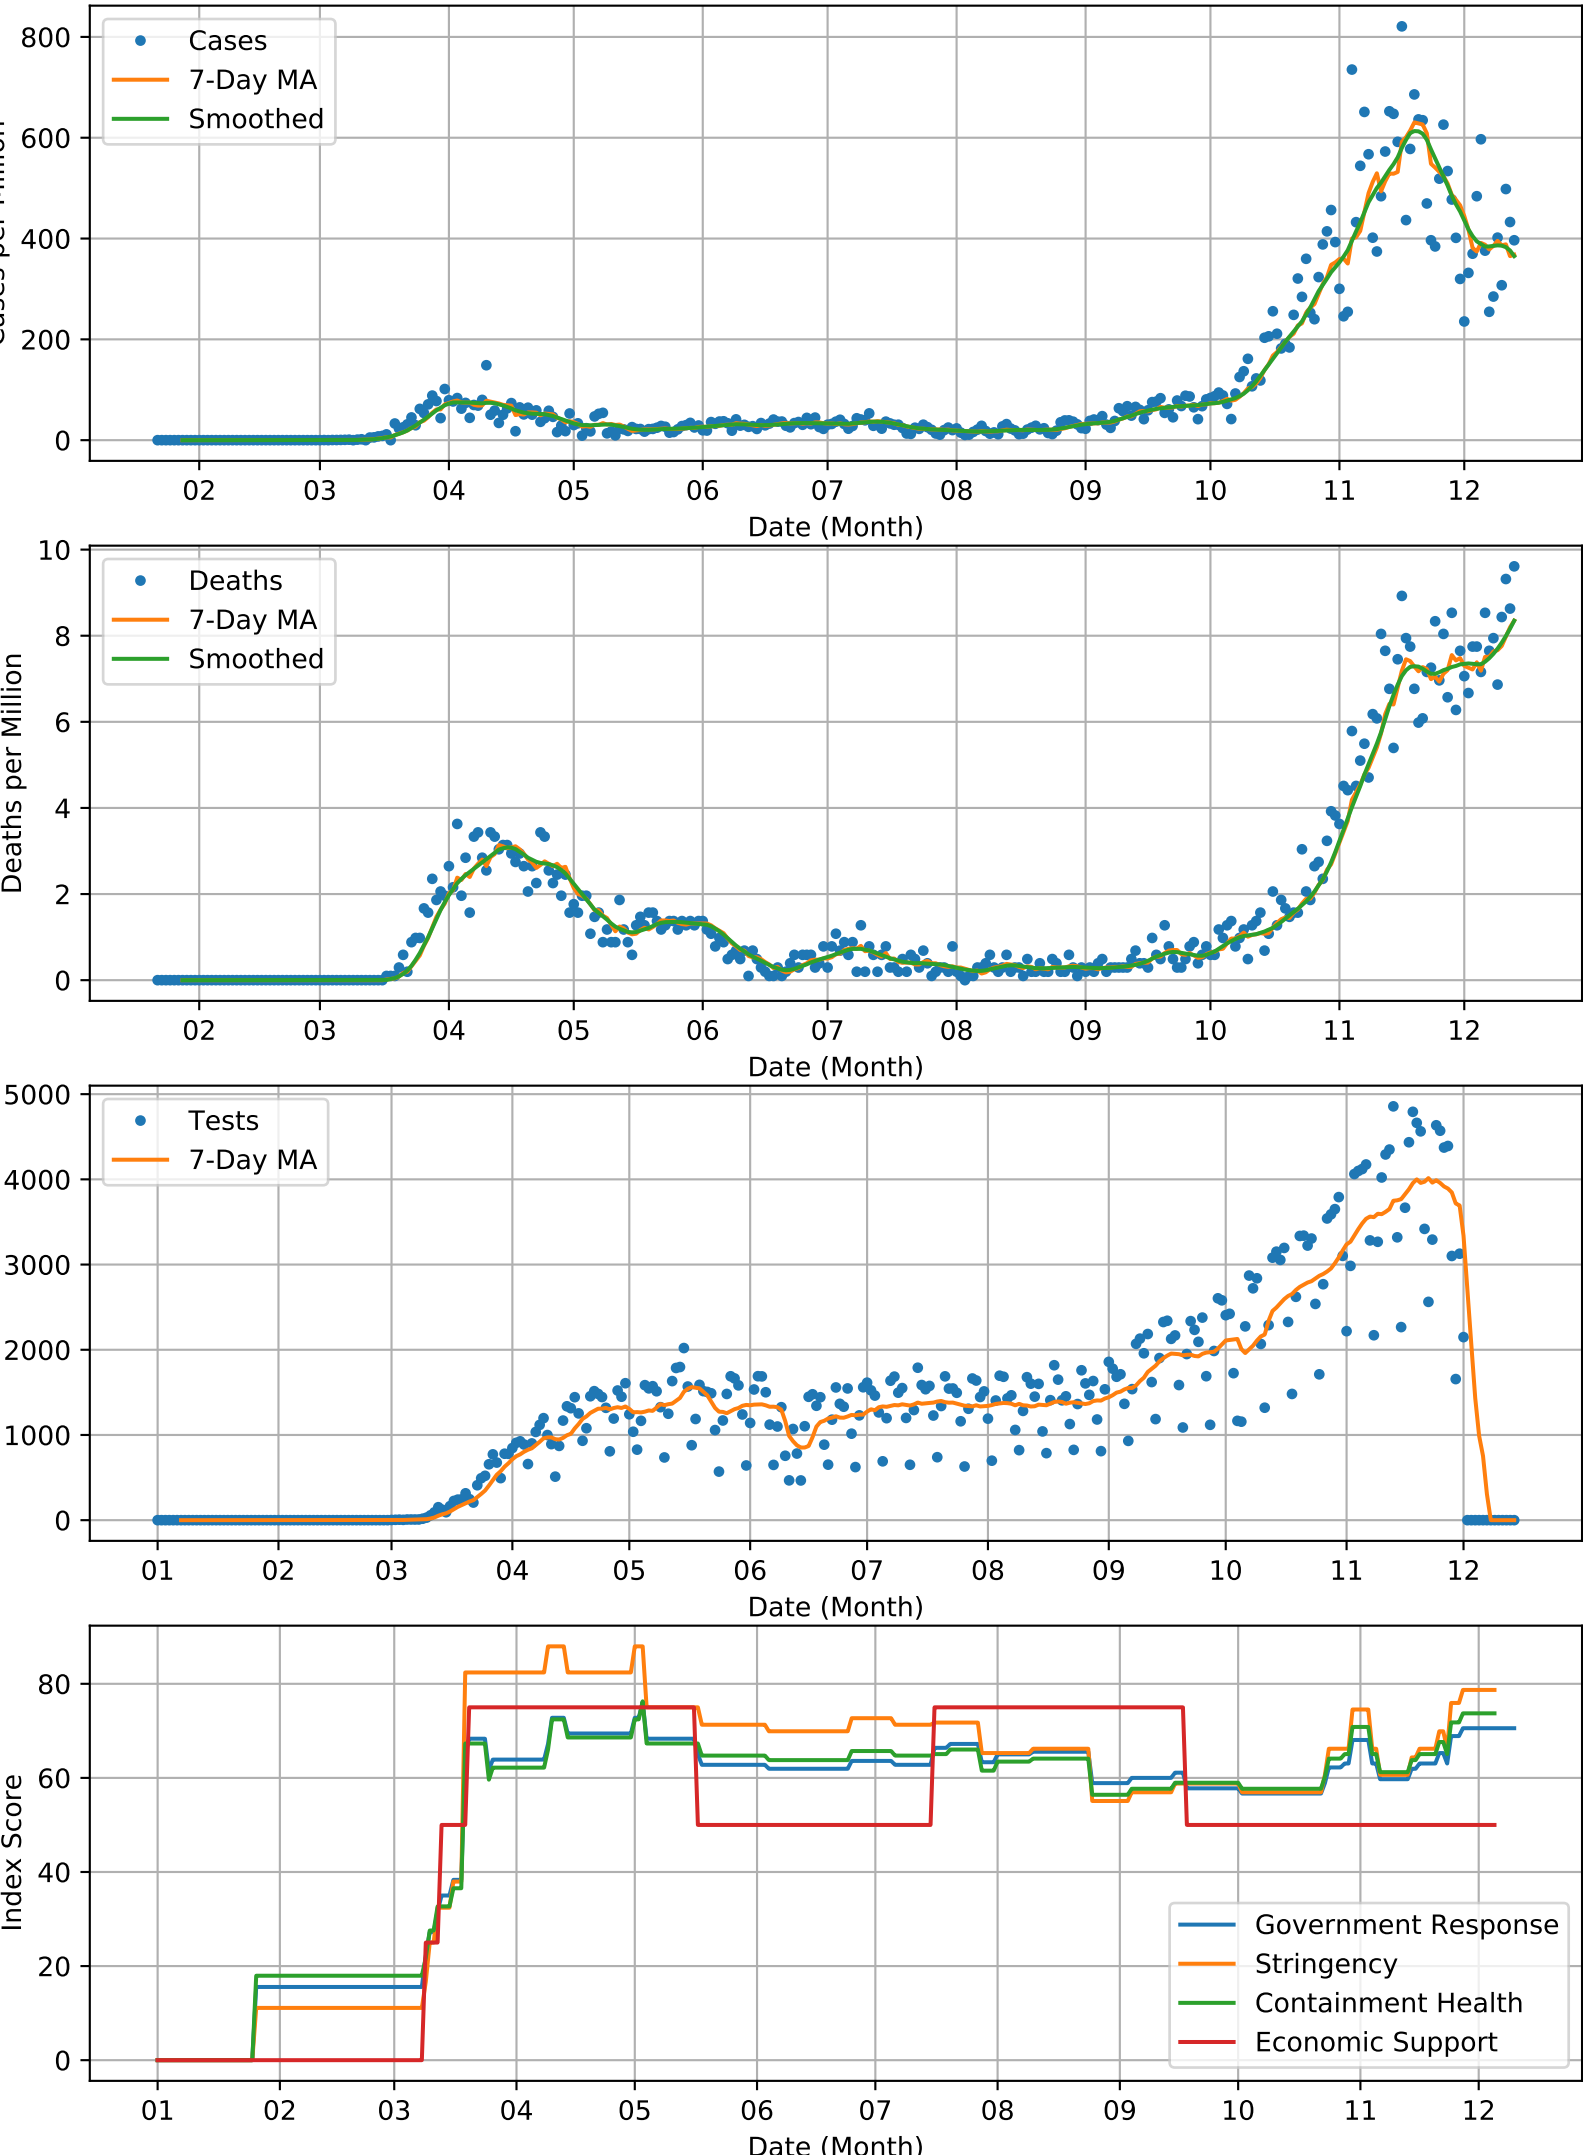 800
600
400
200
0
Cases
7-Day MA
Smoothed
02 03 04 05 06 07 08 09 10 11 12
Date (Month)
Deaths per Million
10
8
6
4
2
0
Deaths
7-Day MA
Smoothed
02 03 04 05 06 07 08 09 10 11 12
Date (Month)
5000
4000
3000
2000
1000
0
Tests
7-Day MA
01 02 03 04 05 06 07 08 09 10 11 12
Date (Month)
Index Score
80
60
40
20
0
Government Response
Stringency
Containment Health
Economic Support
01 02 03 04 05 06 07 08 09 10 11 12
Date (Month)